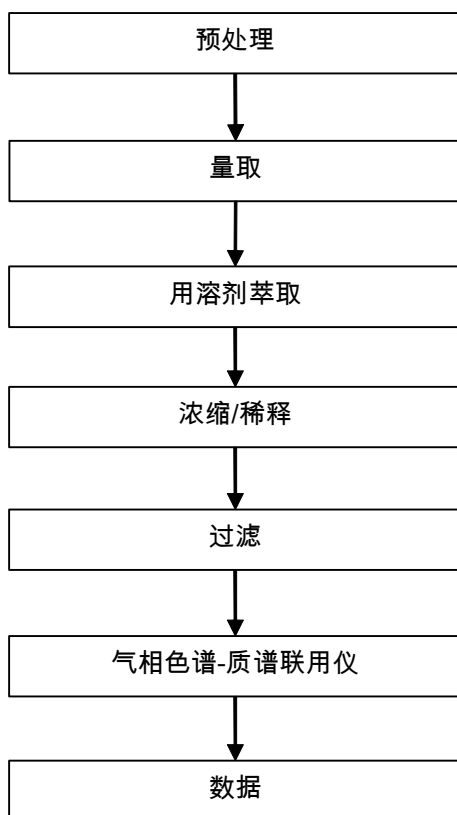 预处理
量取
用溶剂萃取
浓缩/稀释
过滤
气相色谱-质谱联用仪
数据